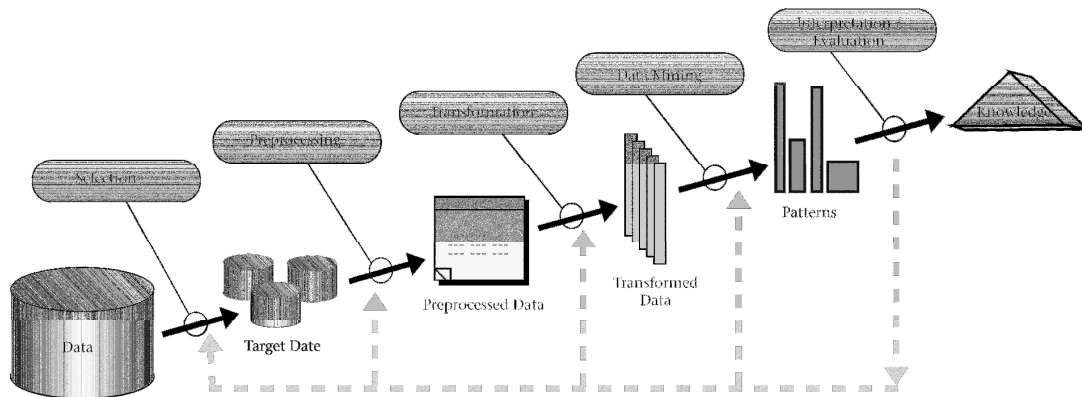 Interpretation /
Evaluation
Data Mining
Transformation
Preprocessing
Selection
Knowledge
Patterns
Transformed
Data
Preprocessed Data
Target Date
Data